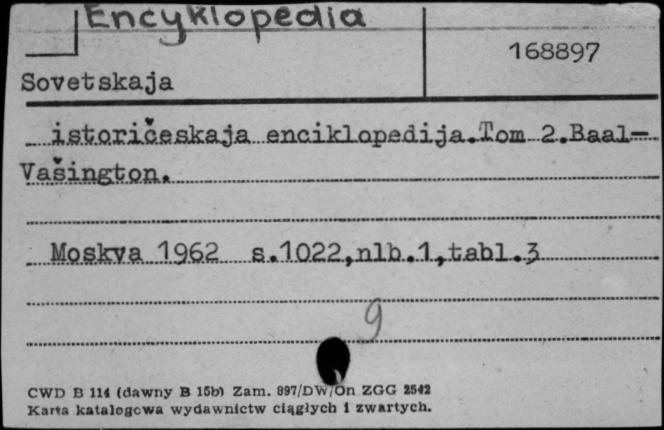 Encyklopedia
168897
Sovetskaja
istoričeskaja enciklopedija.Tom 2.Baal-
Vašington.
Moskva 1962 s.1022,nlb.1,tabl.3
9
CWD B 114 (dawny B 15b) Zam. 897/DW/On ZGG 2542
Karta katalogowa wydawnictw ciągłych i zwartych.